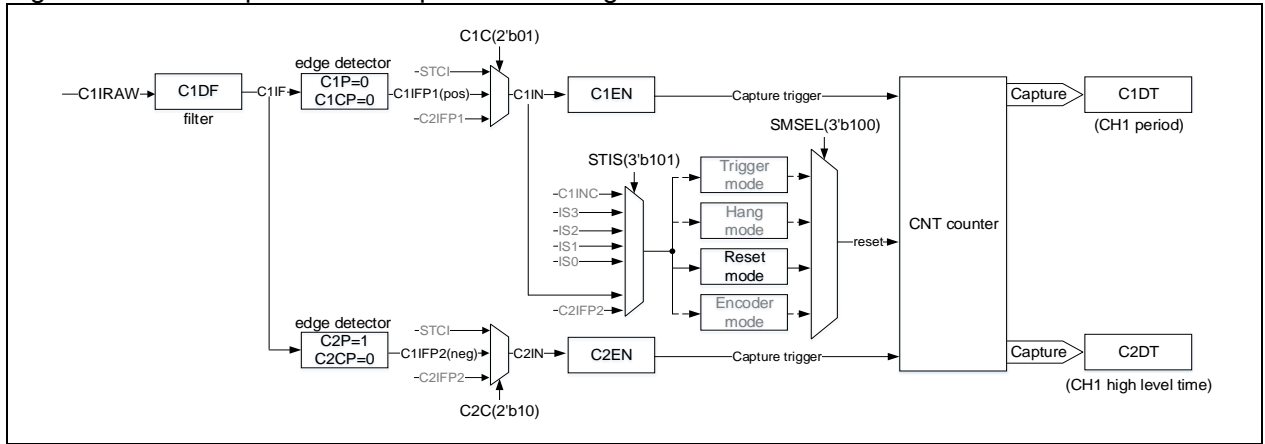 C1C(2'b01)
edge detector
C1P=0
C1CP=0
STCI
C1IRAW
C1DF
filter
C1IF
C1IFP1(pos)
C2IFP1
C1IN
C1EN
Capture trigger
Capture
C1DT
(CH1 period)
SMSEL(3'b100)
STIS(3'b101)
C1INC
IS3
IS2
IS1
IS0
C2IFP2
Trigger
mode
Hang
mode
Reset
mode
Encoder
mode
reset
CNT counter
edge detector
C2P=1
C2CP=0
STCI
C1IFP2(neg)
C2IFP2
C2IN
C2EN
Capture trigger
Capture
C2DT
(CH1 high level time)
C2C(2'b10)